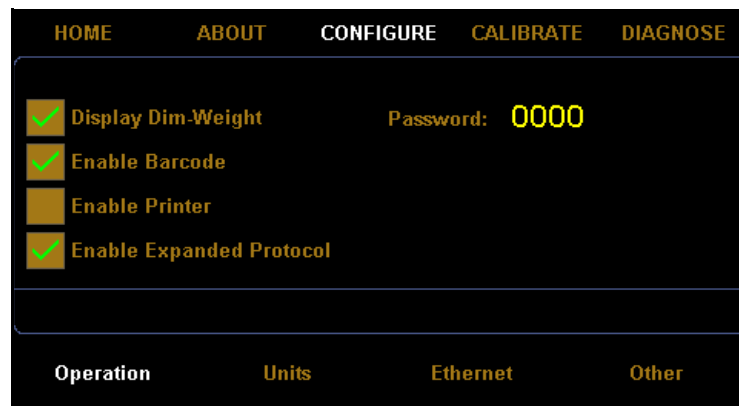 HOME ABOUT CONFIGURE CALIBRATE DIAGNOSE
Display Dim-Weight Password: 0000
Enable Barcode
Enable Printer
Enable Expanded Protocol
Operation Units Ethernet Other